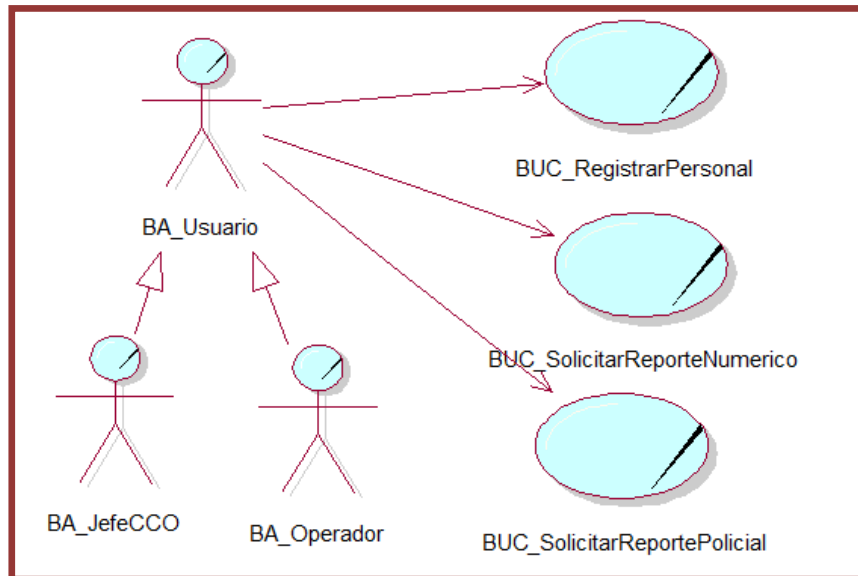 BUC_RegistrarPersonal
BA_Usuario
BUC_SolicitarReporteNumerico
BA_JefeCCO
BA_Operador
BUC_SolicitarReportePolicial